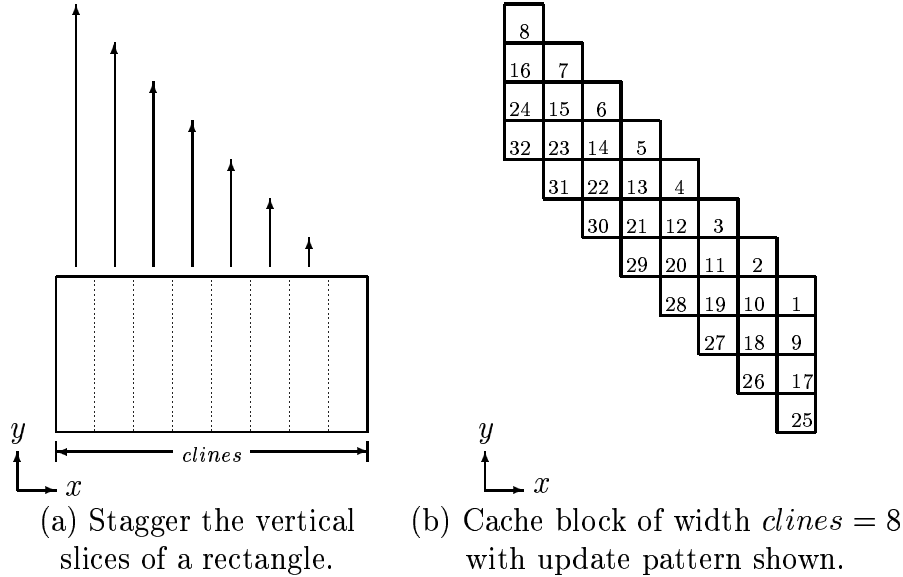 8
16 7
24 15 6
32 23 14 5
31 22 13 4
30 21 12 3
29 20 11 2
28 19 10 1
27 18 9
26 17
25
y
clines
x
y
x
(a) Stagger the vertical
slices of a rectangle.
(b) Cache block of width clines = 8
with update pattern shown.